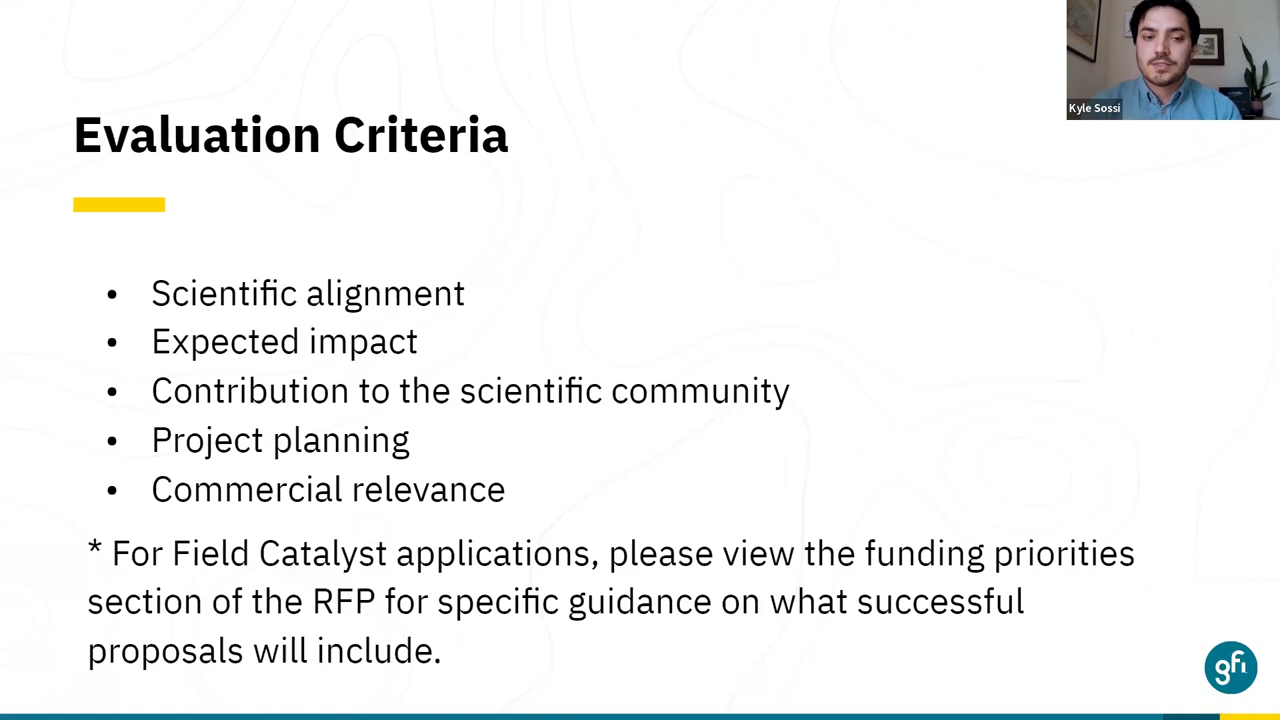 Kyle Sossi
Evaluation Criteria
• Scientific alignment
• Expected impact
• Contribution to the scientific community
• Project planning
• Commercial relevance
* For Field Catalyst applications, please view the funding priorities
section of the RFP for specific guidance on what successful
proposals will include.
gfi